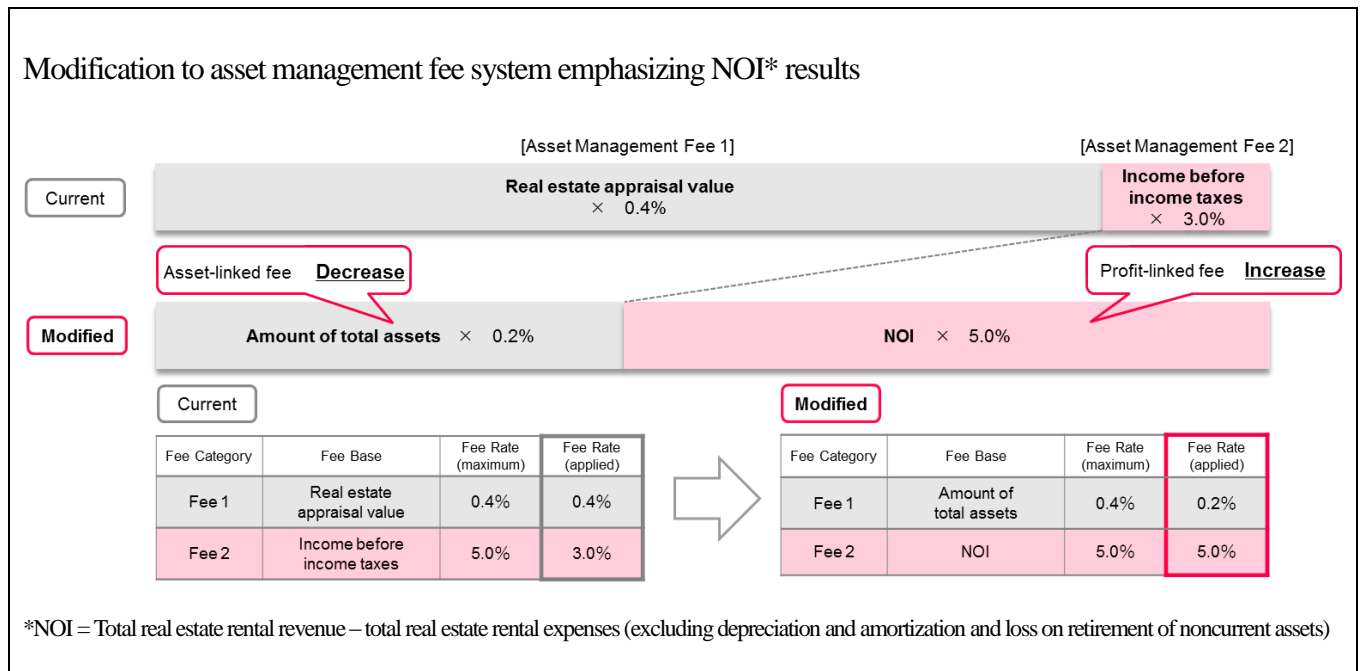 Modification to asset management fee system emphasizing NOI* results
[Asset Management Fee 1]
[Asset Management Fee 2]
Current
Real estate appraisal value
× 0.4%
Income before
income taxes
× 3.0%
Asset-linked fee Decrease
Profit-linked fee Increase
Modified
Amount of total assets × 0.2%
NOI × 5.0%
Current
Fee Category Fee Base Fee Rate (maximum) Fee Rate (applied)
Fee 1 Real estate appraisal value 0.4% 0.4%
Fee 2 Income before income taxes 5.0% 3.0%
Modified
Fee Category Fee Base Fee Rate (maximum) Fee Rate (applied)
Fee 1 Amount of total assets 0.4% 0.2%
Fee 2 NOI 5.0% 5.0%
*NOI = Total real estate rental revenue – total real estate rental expenses (excluding depreciation and amortization and loss on retirement of noncurrent assets)